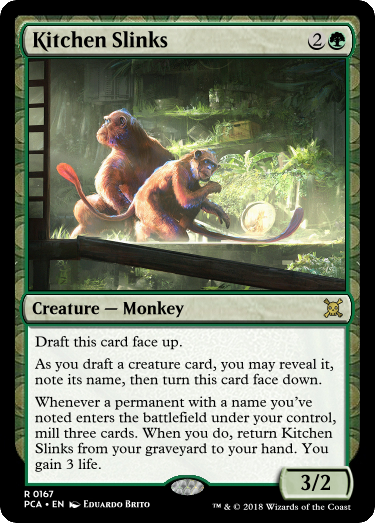 Kitchen Slinks 2
Creature — Monkey
Draft this card face up.
As you draft a creature card, you may reveal it,
note its name, then turn this card face down.
Whenever a permanent with a name you've
noted enters the battlefield under your control,
mill three cards. When you do, return Kitchen
Slinks from your graveyard to your hand. You
gain 3 life.
3/2
R 0167
PCA • EN Eduardo Brito
™ & © 2018 Wizards of the Coast